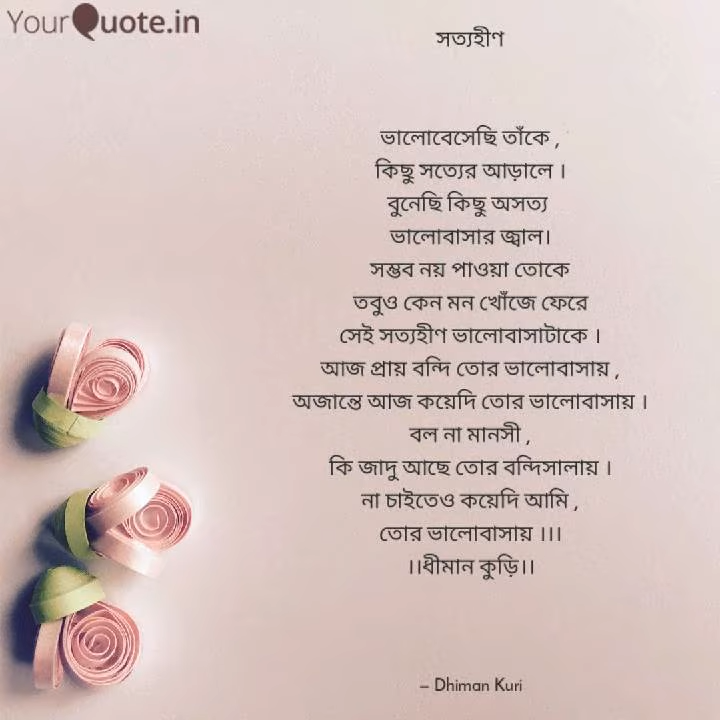 YourQuote.in
সত্যহীণ
ভালোবেসেছি তাঁকে ,
কিছু সত্যের আড়ালে ।
বুনেছি কিছু অসত্য
ভালোবাসার জ্বাল।
সম্ভব নয় পাওয়া তোকে
তবুও কেন মন খোঁজে ফেরে
সেই সত্যহীণ ভালোবাসাটাকে ।
আজ প্রায় বন্দি তোর ভালোবাসায় ,
অজান্তে আজ কয়েদি তোর ভালোবাসায় ।
বল না মানসী ,
কি জাদু আছে তোর বন্দিসালায় ।
না চাইতেও কয়েদি আমি ,
তোর ভালোবাসায় ।।।
।।ধীমান কুড়ি।।
– Dhiman Kuri